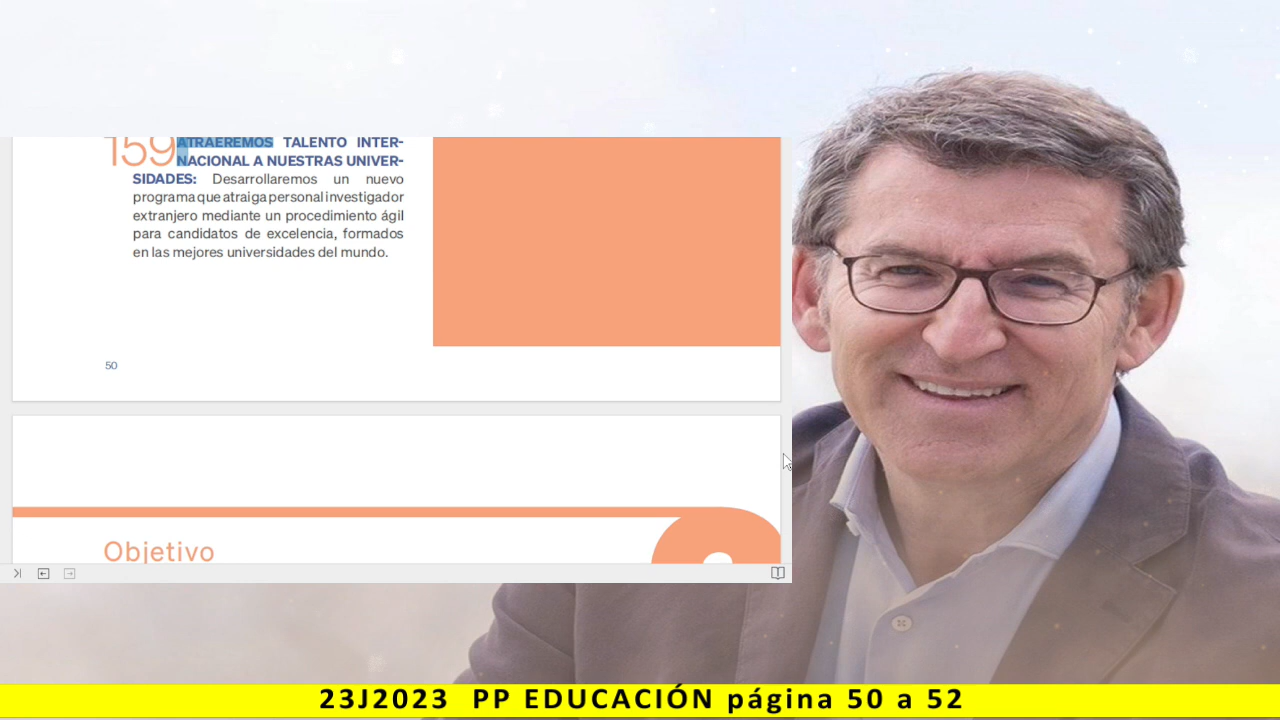 159 ATRAEREMOS TALENTO INTER-
NACIONAL A NUESTRAS UNIVER-
SIDADES: Desarrollaremos un nuevo
programa que atraiga personal investigador
extranjero mediante un procedimiento ágil
para candidatos de excelencia, formados
en las mejores universidades del mundo.
50
Objetivo
23J2023 PP EDUCACIÓN página 50 a 52